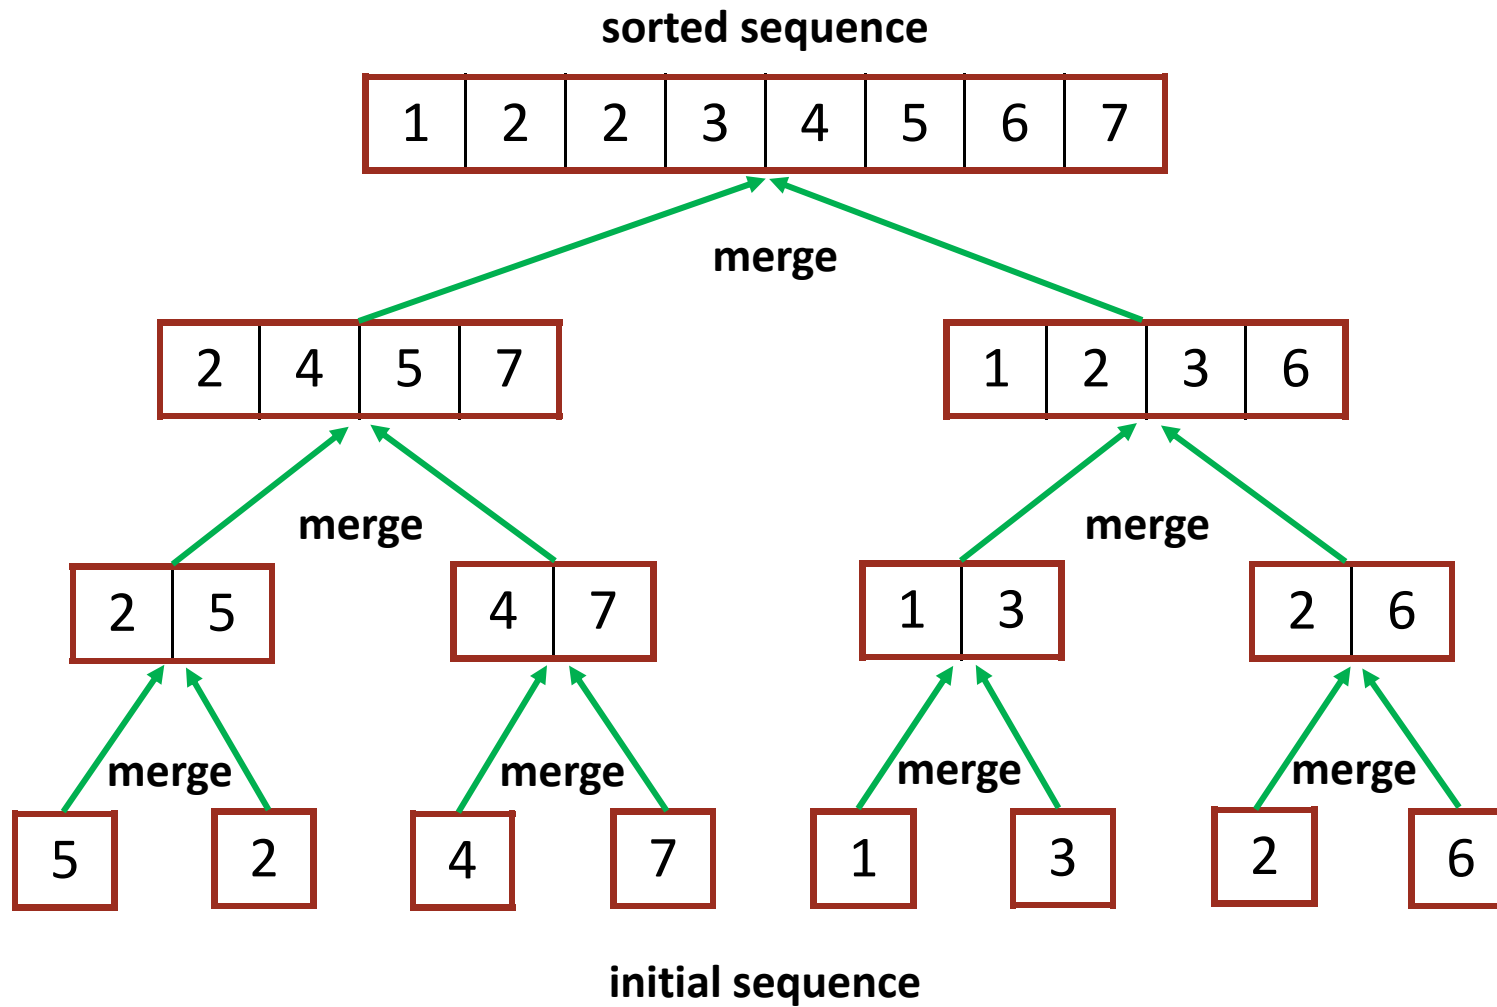 sorted sequence
1 2 2 3 4 5 6 7
merge
2 4 5 7 1 2 3 6
merge merge
2 5 4 7 1 3 2 6
merge merge merge merge
5 2 4 7 1 3 2 6
initial sequence